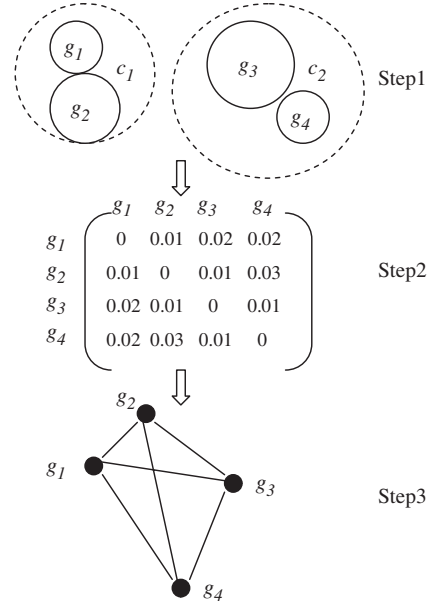 g1 c1 g3 c2 Step1
g2 g4
g1 g2 g3 g4
g1 0 0.01 0.02 0.02
g2 0.01 0 0.01 0.03 Step2
g3 0.02 0.01 0 0.01
g4 0.02 0.03 0.01 0
g2
g1 g3 Step3
g4